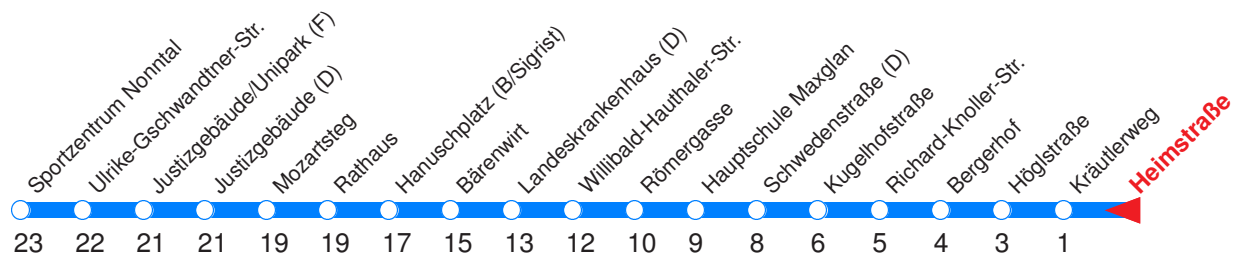 Sportzentrum Nonntal
Ulrike-Gschwandtner-Str.
Justizgebäude/Unipark (F)
Justizgebäude (D)
Mozartsteg
Rathaus
Hanuschplatz (B/Sigrist)
Bärenwirt
Landeskrankenhaus (D)
Willibald-Hauthaler-Str.
Römergasse
Hauptschule Maxglan
Schwedenstraße (D)
Kugelhofstraße
Richard-Knoller-Str.
Bergerhof
Höglstraße
Kräutlerweg
Heimstraße
23 22 21 21 19 19 17 15 13 12 10 9 8 6 5 4 3 1